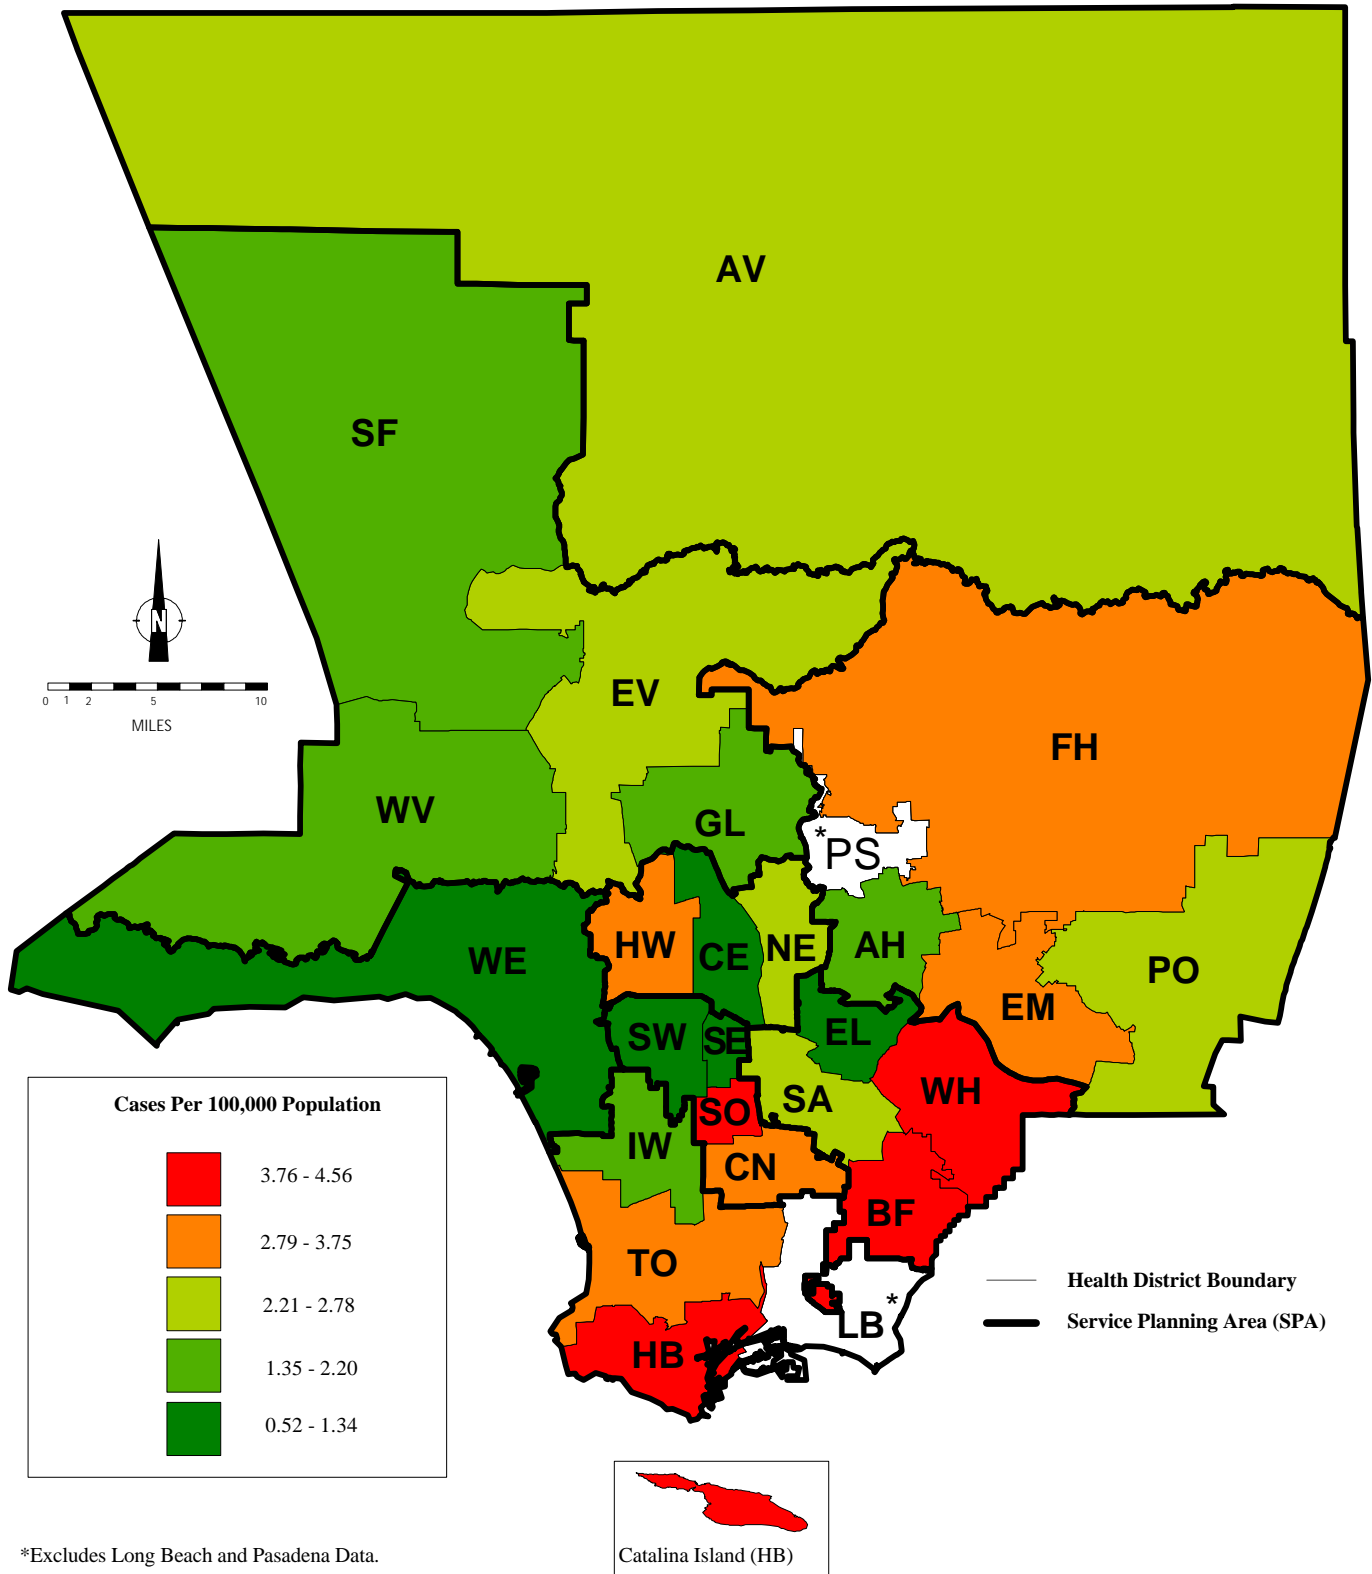 AV
SF
N
0 1 2 5 10
MILES
EV
FH
WV
GL
*PS
HW
CE
NE
AH
WE
PO
EM
SW
SE
EL
WH
SA
SO
IW
CN
BF
TO
LB*
HB
Cases Per 100,000 Population
3.76 - 4.56
2.79 - 3.75
2.21 - 2.78
1.35 - 2.20
0.52 - 1.34
Health District Boundary
Service Planning Area (SPA)
*Excludes Long Beach and Pasadena Data.
Catalina Island (HB)